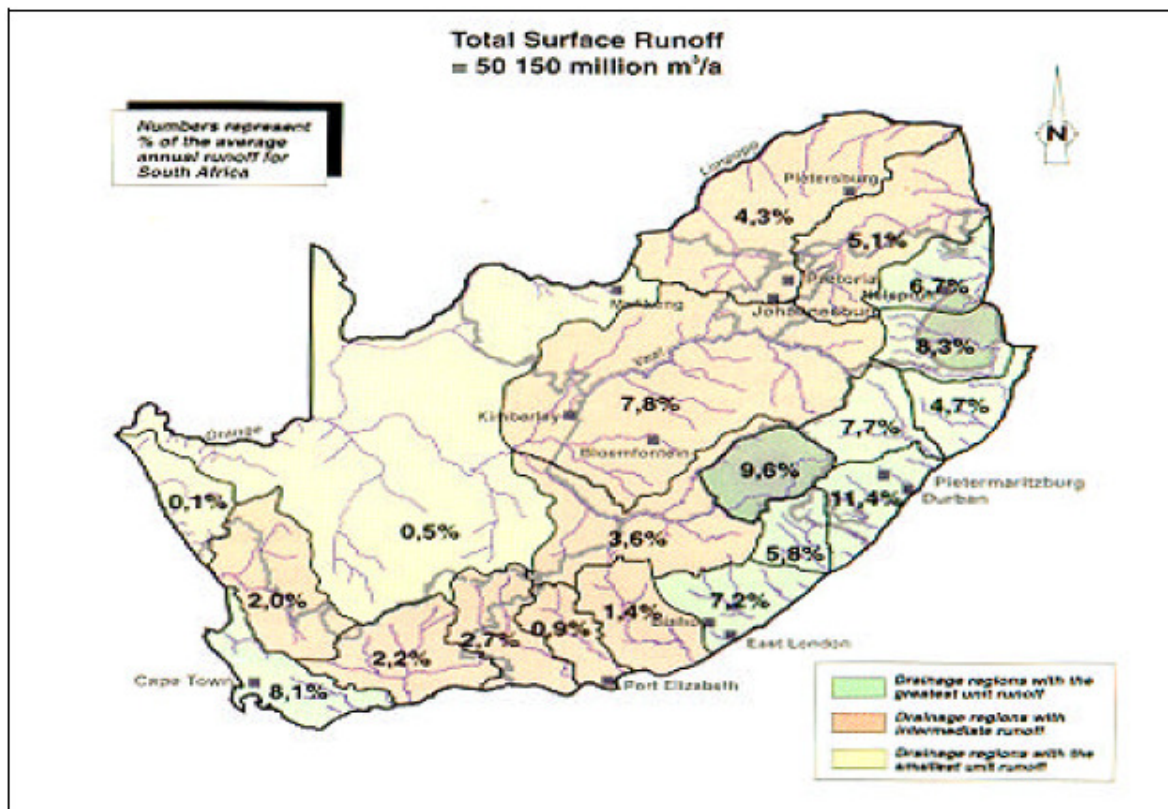 Total Surface Runoff
= 50 150 million m³/a
Numbers represent
% of the average
annual runoff for
South Africa
N
Limpopo
Pietersburg
4,3%
5,1%
Pretoria
6,7%
Nelspruit
Mafikeng
Johannesburg
8,3%
Vaal
Kimberley
7,8%
4,7%
7,7%
Orange
Bloemfontein
9,6%
Pietermaritzburg
11,4%
Durban
0,1%
0,5%
3,6%
5,8%
2,0%
7,2%
1,4%
Bisho
0,9%
2,7%
2,2%
East London
Cape Town
8,1%
Port Elizabeth
Drainage regions with the
greatest unit runoff
Drainage regions with
intermediate runoff
Drainage regions with the
smallest unit runoff